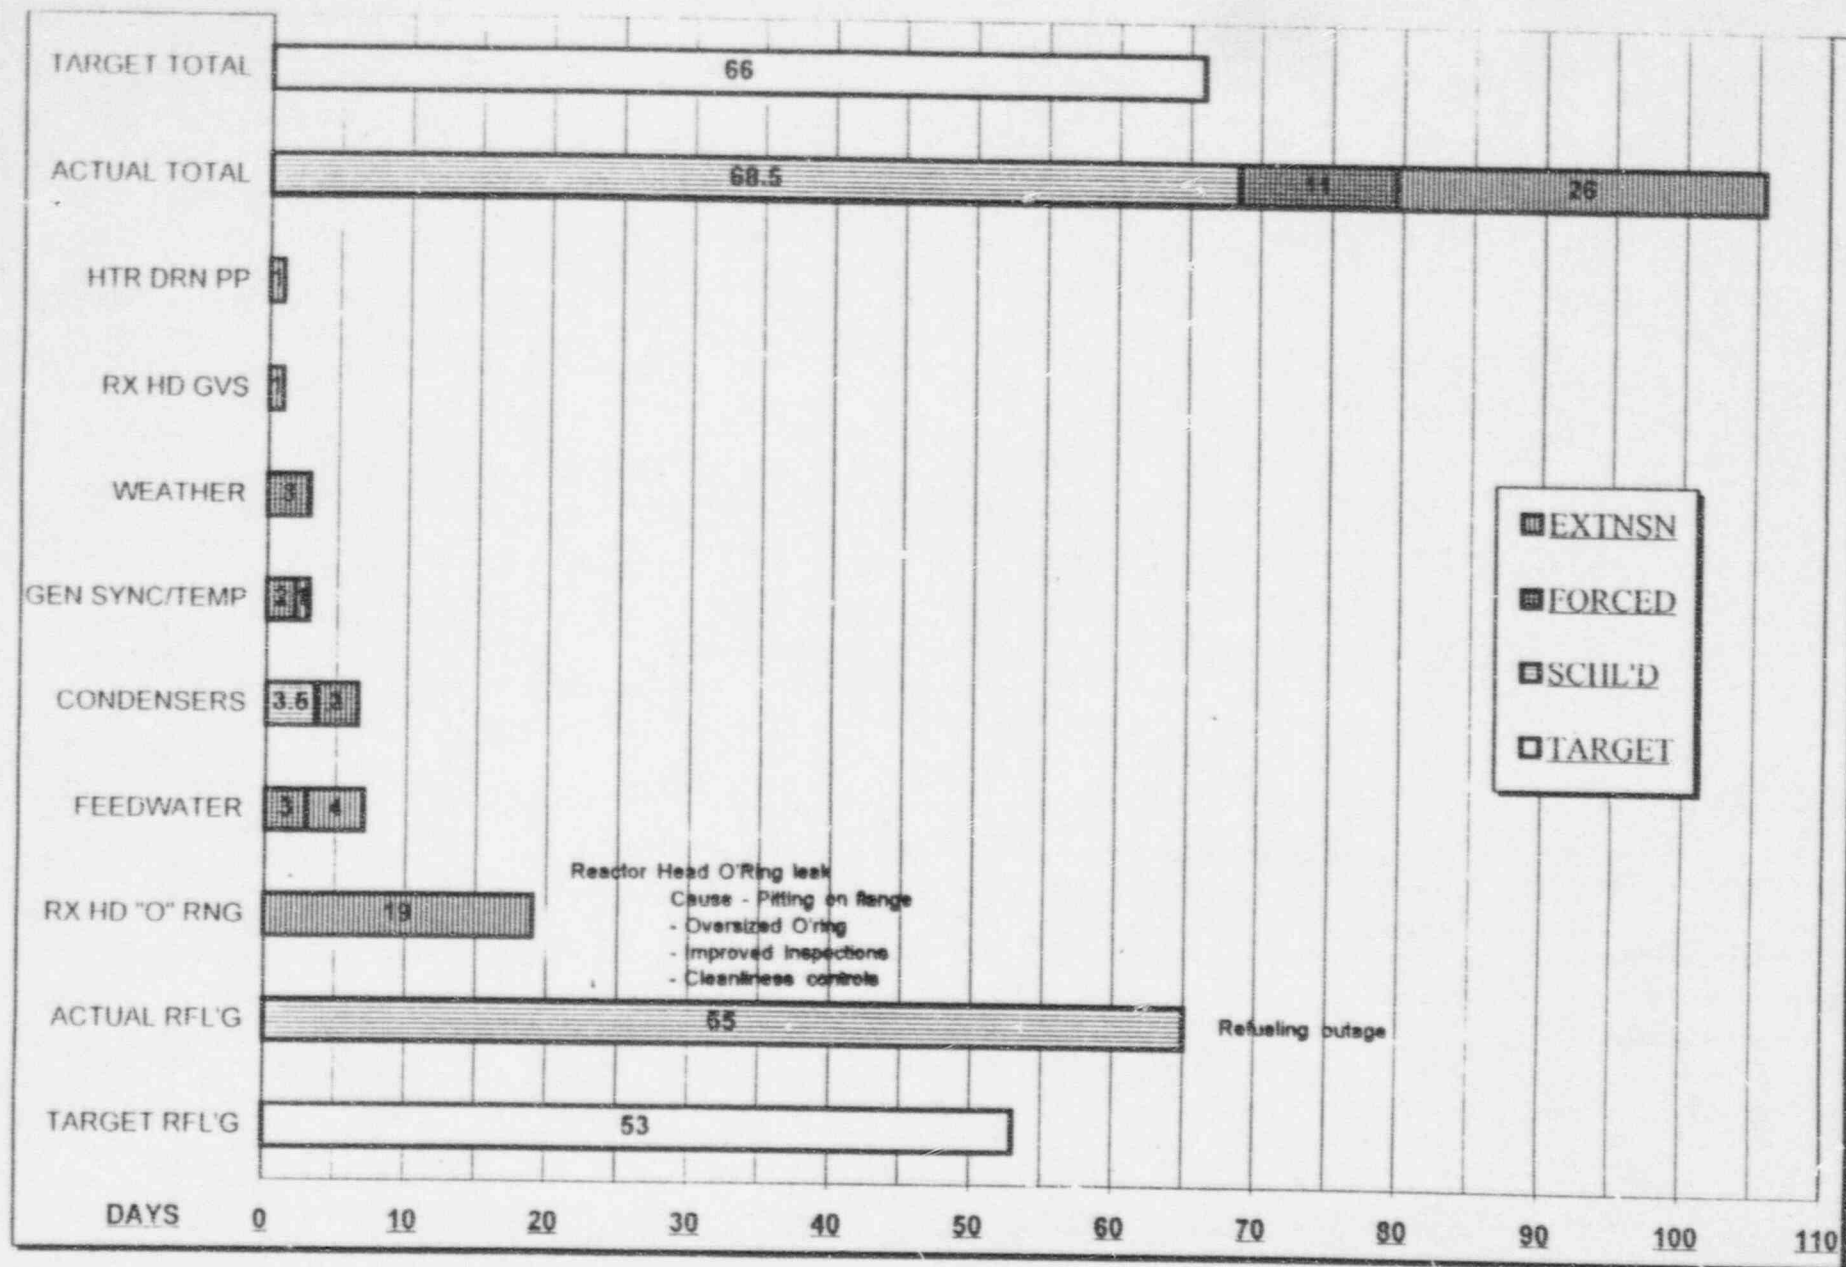 TARGET TOTAL 66
ACTUAL TOTAL 68.5 11 26
HTR DRN PP 1
RX HD GVS 1
WEATHER 3
GEN SYNC/TEMP 2 1
CONDENSERS 3.5 3
FEEDWATER 3 4
RX HD "O" RNG 19
Reactor Head O'Ring leak
Cause - Pitting on flange
- Oversized O'ring
- Improved Inspections
- Cleanliness controls
ACTUAL RFL'G 65 Refueling outage
TARGET RFL'G 53
DAYS 0 10 20 30 40 50 60 70 80 90 100 110
EXTNSN
FORCED
SCHL'D
TARGET